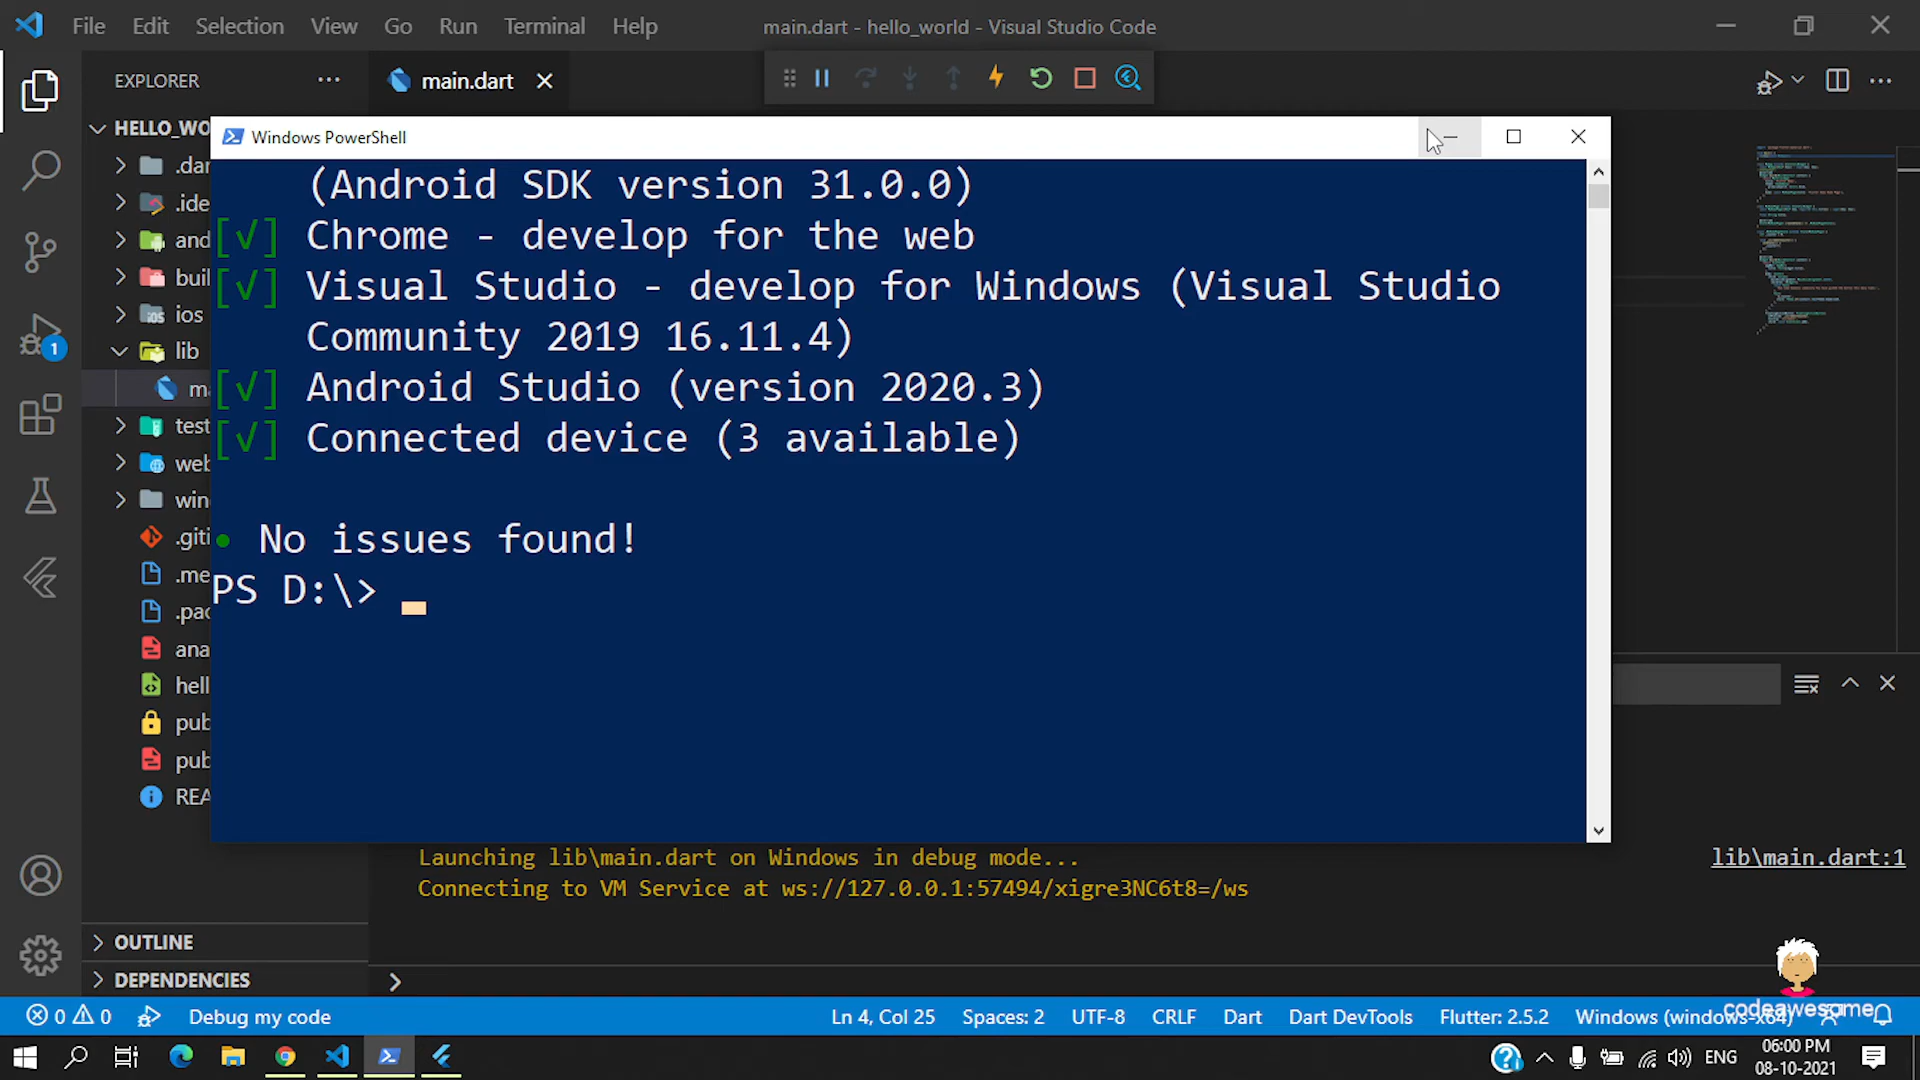 File Edit Selection View Go Run Terminal Help
main.dart - hello_world - Visual Studio Code
EXPLORER
main.dart
HELLO_WO
Windows PowerShell
(Android SDK version 31.0.0)
[√] Chrome - develop for the web
[√] Visual Studio - develop for Windows (Visual Studio
Community 2019 16.11.4)
[√] Android Studio (version 2020.3)
[√] Connected device (3 available)
• No issues found!
PS D:\>
.dar
.ide
and
buil
ios
lib
ma
test
web
win
.giti
.me
.pac
ana
hell
pub
pub
REA
1
Launching lib\main.dart on Windows in debug mode...
lib\main.dart:1
Connecting to VM Service at ws://127.0.0.1:57494/xigre3NC6t8=/ws
OUTLINE
DEPENDENCIES
codeawesome
0 0 Debug my code
Ln 4, Col 25 Spaces: 2 UTF-8 CRLF Dart Dart DevTools Flutter: 2.5.2 Windows (windows-x64)
ENG
06:00 PM
08-10-2021